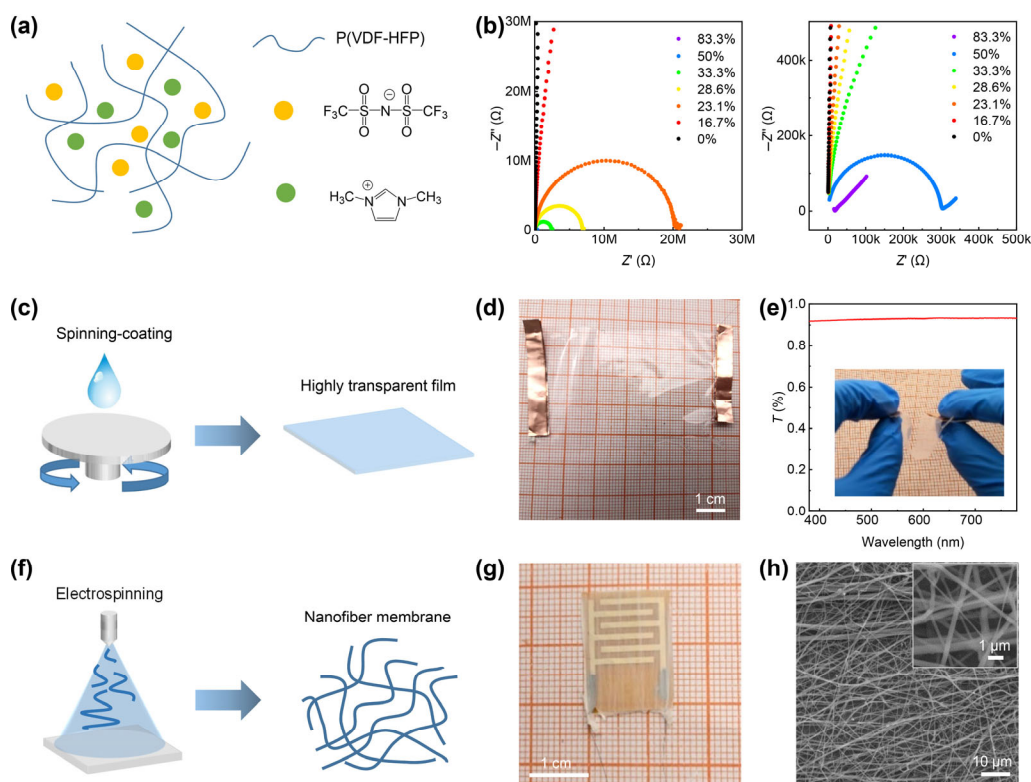 (a)
P(VDF-HFP)
O O
F₃C S N S CF₃
⊖
O O
⊕
H₃C N N CH₃
(b)
30M
20M
10M
0
−Z″ (Ω)
0 10M 20M 30M
Z′ (Ω)
83.3%
50%
33.3%
28.6%
23.1%
16.7%
0%
400k
200k
0
−Z″ (Ω)
0 100k 200k 300k 400k 500k
Z′ (Ω)
83.3%
50%
33.3%
28.6%
23.1%
16.7%
0%
(c)
Spinning-coating
Highly transparent film
(d)
1 cm
(e)
1.0
0.8
0.6
0.4
0.2
0.0
T (%)
400 500 600 700
Wavelength (nm)
(f)
Electrospinning
Nanofiber membrane
(g)
1 cm
(h)
1 μm
10 μm